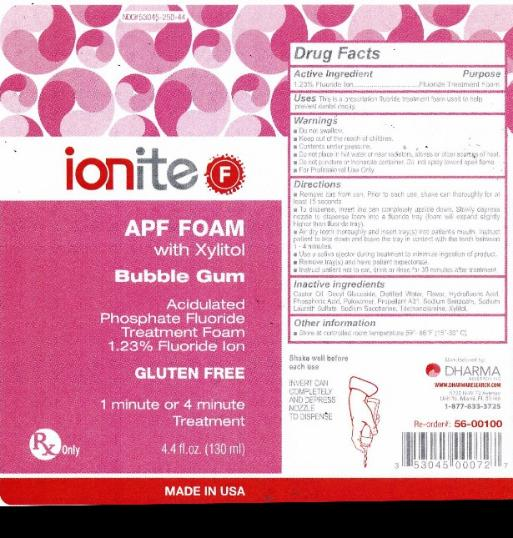 NDC#53045-250-44
ionite F
APF FOAM
with Xylitol
Bubble Gum
Acidulated
Phosphate Fluoride
Treatment Foam
1.23% Fluoride Ion
GLUTEN FREE
1 minute or 4 minute
Treatment
Rx Only
4.4 fl.oz. (130 ml)
MADE IN USA
Drug Facts
Active Ingredient Purpose
1.23% Fluoride Ion Fluoride Treatment Foam
Uses This is a prescription fluoride treatment foam used to help
prevent dental decay.
Warnings
■ Do not swallow.
■ Keep out of the reach of children.
■ Contents under pressure.
■ Do not place in hot water or near radiators, stoves or other sources of heat.
■ Do not puncture or incinerate container. Do not spray toward open flame.
■ For Professional Use Only.
Directions
■ Remove cap from can. Prior to each use, shake can thoroughly for at
least 15 seconds
■ To dispense, invert the can completely upside down. Slowly depress
nozzle to dispense foam into a fluoride tray (foam will expand slightly
higher than fluoride tray).
■ Air dry teeth thoroughly and insert tray(s) into patients mouth. Instruct
patient to bite down and leave the tray in contact with the teeth between
1 - 4 minutes.
■ Use a saliva ejector during treatment to minimize ingestion of product.
■ Remove tray(s) and have patient expectorate.
■ Instruct patient not to eat, drink or rinse for 30 minutes after treatment.
Inactive ingredients
Castor Oil, Decyl Glucoside, Distilled Water, Flavor, Hydrofluoric Acid,
Phosphoric Acid, Poloxamer, Propellant A31, Sodium Benzoate, Sodium
Laureth Sulfate, Sodium Saccharine, Triethanolamine, Xylitol.
Other information
■ Store at controlled room temperature 59°- 86°F (15°-30° C).
Shake well before
each use
INVERT CAN
COMPLETELY
AND DEPRESS
NOZZLE
TO DISPENSE
Distributed by:
DHARMA
RESEARCH INC
WWW.DHARMARESEARCH.COM
Miami, FL
1-877-833-3725
Re-order#: 56-00100
3 53045 00072 7